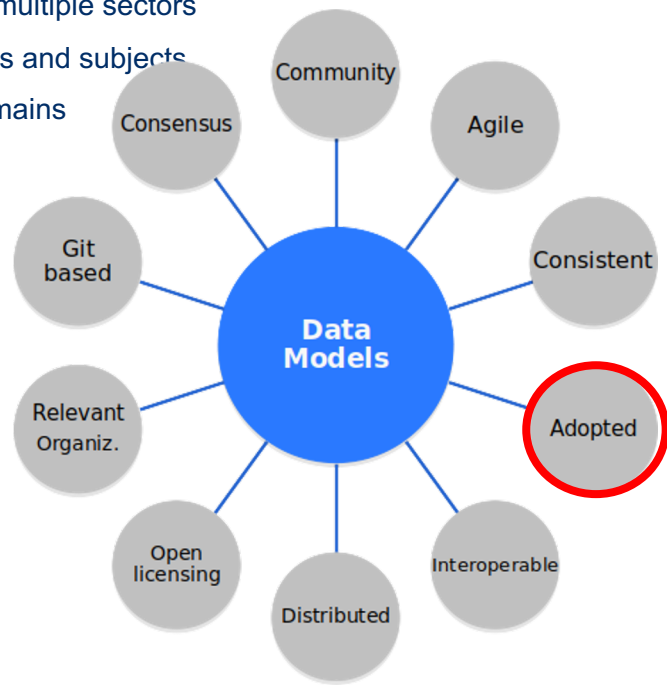 multiple sectors
s and subjects
mains
Community
Consensus
Agile
Git
based
Consistent
Data
Models
Relevant
Organiz.
Adopted
Open
licensing
Interoperable
Distributed